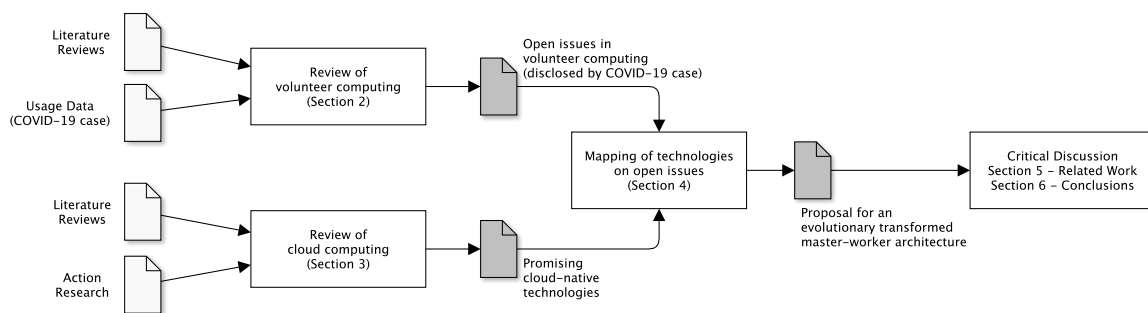 Literature
Reviews
Usage Data
(COVID-19 case)
Review of
volunteer computing
(Section 2)
Open issues in
volunteer computing
(disclosed by COVID-19 case)
Literature
Reviews
Action
Research
Review of
cloud computing
(Section 3)
Promising
cloud-native
technologies
Mapping of technologies
on open issues
(Section 4)
Proposal for an
evolutionary transformed
master-worker architecture
Critical Discussion
Section 5 – Related Work
Section 6 – Conclusions